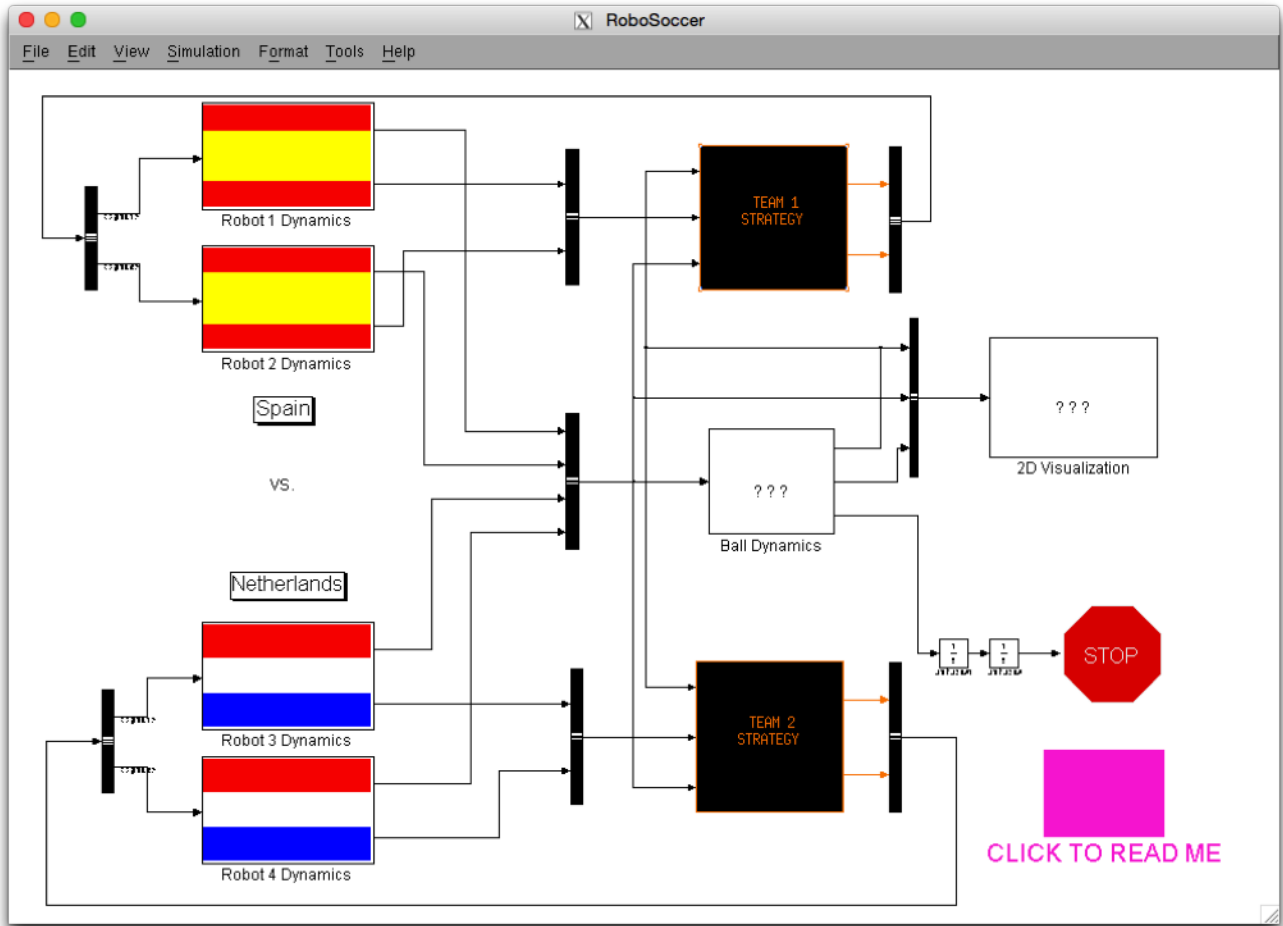 RoboSoccer
File Edit View Simulation Format Tools Help
Robot 1 Dynamics
TEAM 1
STRATEGY
Robot 2 Dynamics
Spain
? ? ?
2D Visualization
vs.
? ? ?
Ball Dynamics
Netherlands
1
1
STOP
Robot 3 Dynamics
TEAM 2
STRATEGY
CLICK TO READ ME
Robot 4 Dynamics